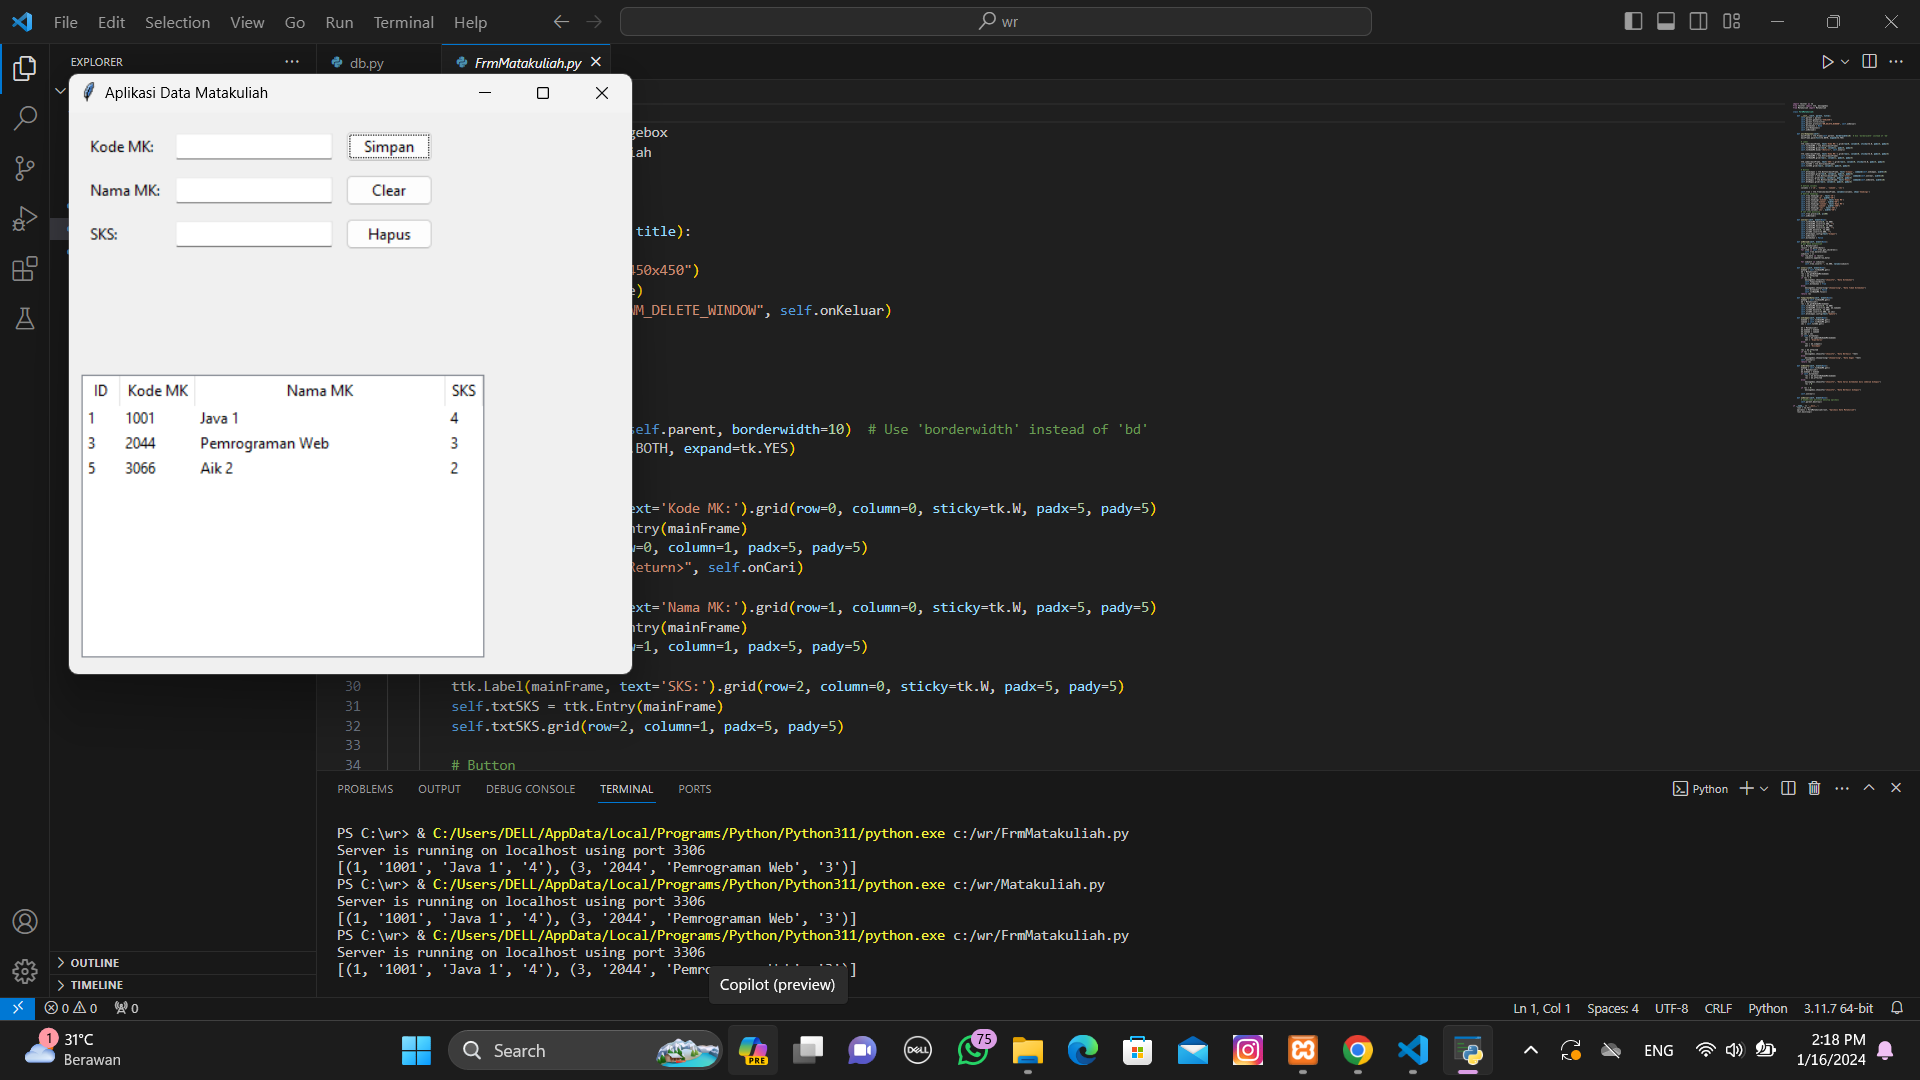 File Edit Selection View Go Run Terminal Help
wr
EXPLORER
db.py
FrmMatakuliah.py
Aplikasi Data Matakuliah
Kode MK:
Simpan
Nama MK:
Clear
SKS:
Hapus
ID Kode MK Nama MK SKS
1 1001 Java 1 4
3 2044 Pemrograman Web 3
5 3066 Aik 2 2
gebox
ah
title):
450x450")
e)
WM_DELETE_WINDOW", self.onKeluar)
self.parent, borderwidth=10)  # Use 'borderwidth' instead of 'bd'
.BOTH, expand=tk.YES)
ext='Kode MK:').grid(row=0, column=0, sticky=tk.W, padx=5, pady=5)
ntry(mainFrame)
w=0, column=1, padx=5, pady=5)
Return>", self.onCari)
ext='Nama MK:').grid(row=1, column=0, sticky=tk.W, padx=5, pady=5)
ntry(mainFrame)
w=1, column=1, padx=5, pady=5)
30 ttk.Label(mainFrame, text='SKS:').grid(row=2, column=0, sticky=tk.W, padx=5, pady=5)
31 self.txtSKS = ttk.Entry(mainFrame)
32 self.txtSKS.grid(row=2, column=1, padx=5, pady=5)
33
34 # Button
PROBLEMS OUTPUT DEBUG CONSOLE TERMINAL PORTS
Python
PS C:\wr> & C:/Users/DELL/AppData/Local/Programs/Python/Python311/python.exe c:/wr/FrmMatakuliah.py
Server is running on localhost using port 3306
[(1, '1001', 'Java 1', '4'), (3, '2044', 'Pemrograman Web', '3')]
PS C:\wr> & C:/Users/DELL/AppData/Local/Programs/Python/Python311/python.exe c:/wr/Matakuliah.py
Server is running on localhost using port 3306
[(1, '1001', 'Java 1', '4'), (3, '2044', 'Pemrograman Web', '3')]
PS C:\wr> & C:/Users/DELL/AppData/Local/Programs/Python/Python311/python.exe c:/wr/FrmMatakuliah.py
Server is running on localhost using port 3306
[(1, '1001', 'Java 1', '4'), (3, '2044', 'Pemro
Copilot (preview)
OUTLINE
TIMELINE
0 0 0
Ln 1, Col 1 Spaces: 4 UTF-8 CRLF Python 3.11.7 64-bit
1
31°C
Berawan
Search
PRE
DELL
75
ENG
2:18 PM
1/16/2024